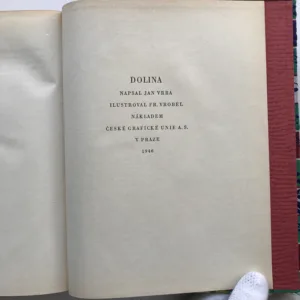 DOLINA
NAPSAL JAN VRBA
ILUSTROVAL FR. VROBEL
NÁKLADEM
ČESKÉ GRAFICKÉ UNIE A. S.
V PRAZE
1940